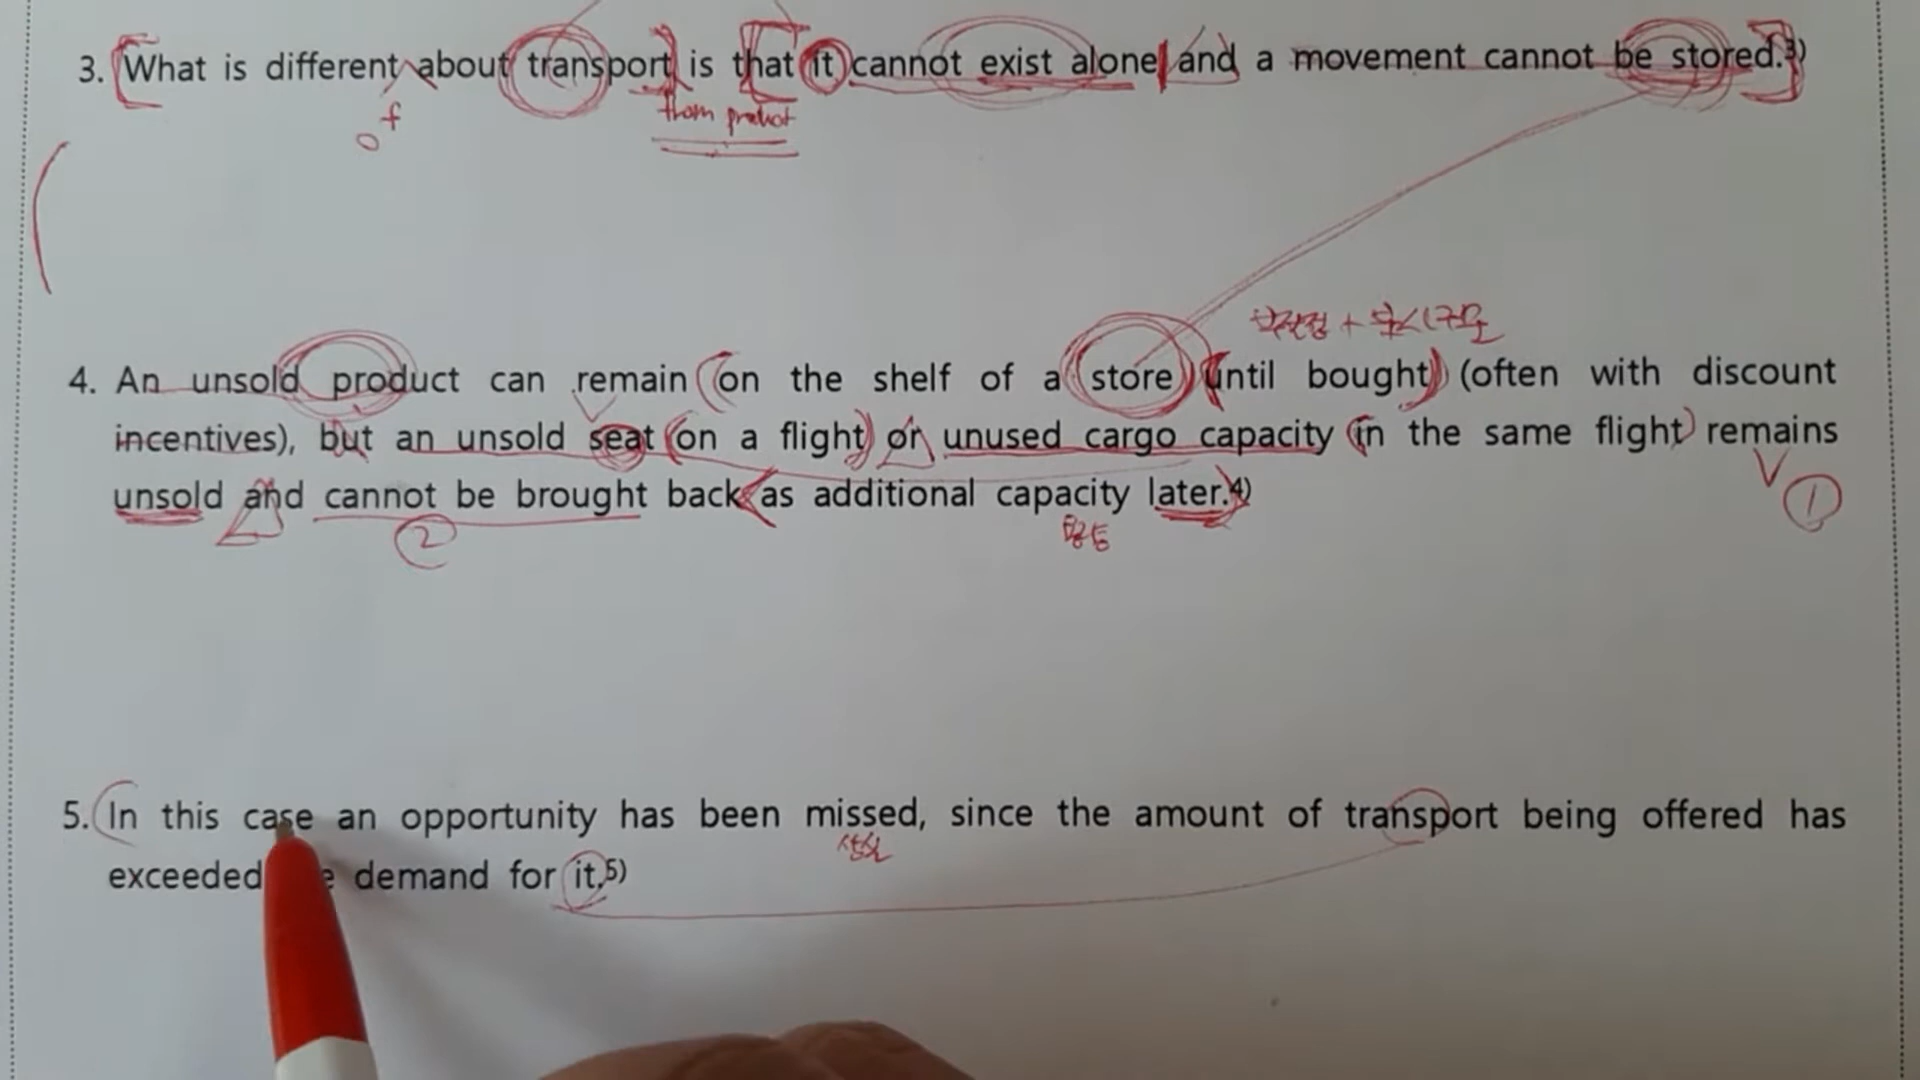 3. What is different about transport is that it cannot exist alone and a movement cannot be stored.3)
of
from product
4. An unsold product can remain (on the shelf of a store until bought) (often with discount
incentives), but an unsold seat (on a flight) or unused cargo capacity (in the same flight) remains
unsold and cannot be brought back as additional capacity later.4)
①
②
5. In this case an opportunity has been missed, since the amount of transport being offered has
exceeded demand for it.5)